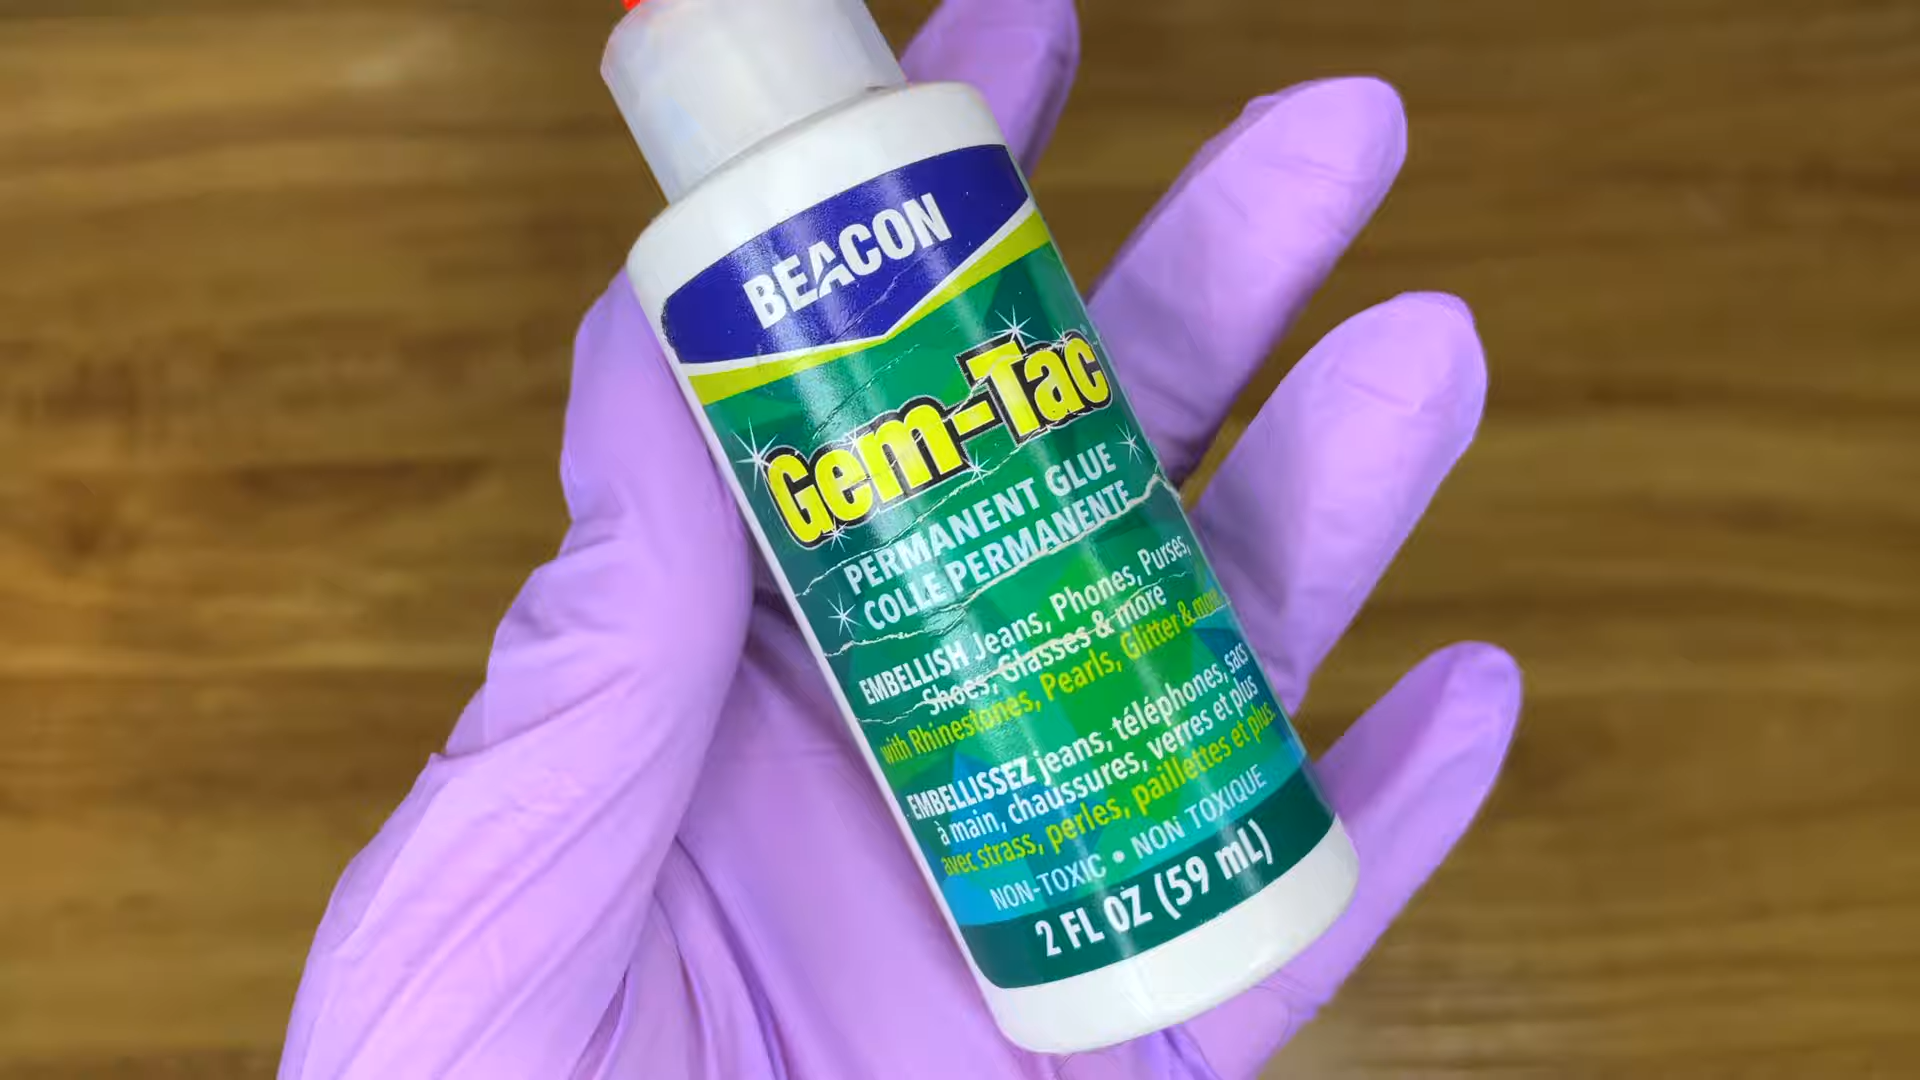 BEACON
Gem-Tac
PERMANENT GLUE
COLLE PERMANENTE
EMBELLISH Jeans, Phones, Purses,
Shoes, Glasses & more
with Rhinestones, Pearls, Glitter & more.
EMBELLISSEZ jeans, téléphones, sacs
à main, chaussures, verres et plus
avec strass, perles, paillettes et plus.
NON-TOXIC • NON TOXIQUE
2 FL OZ (59 mL)